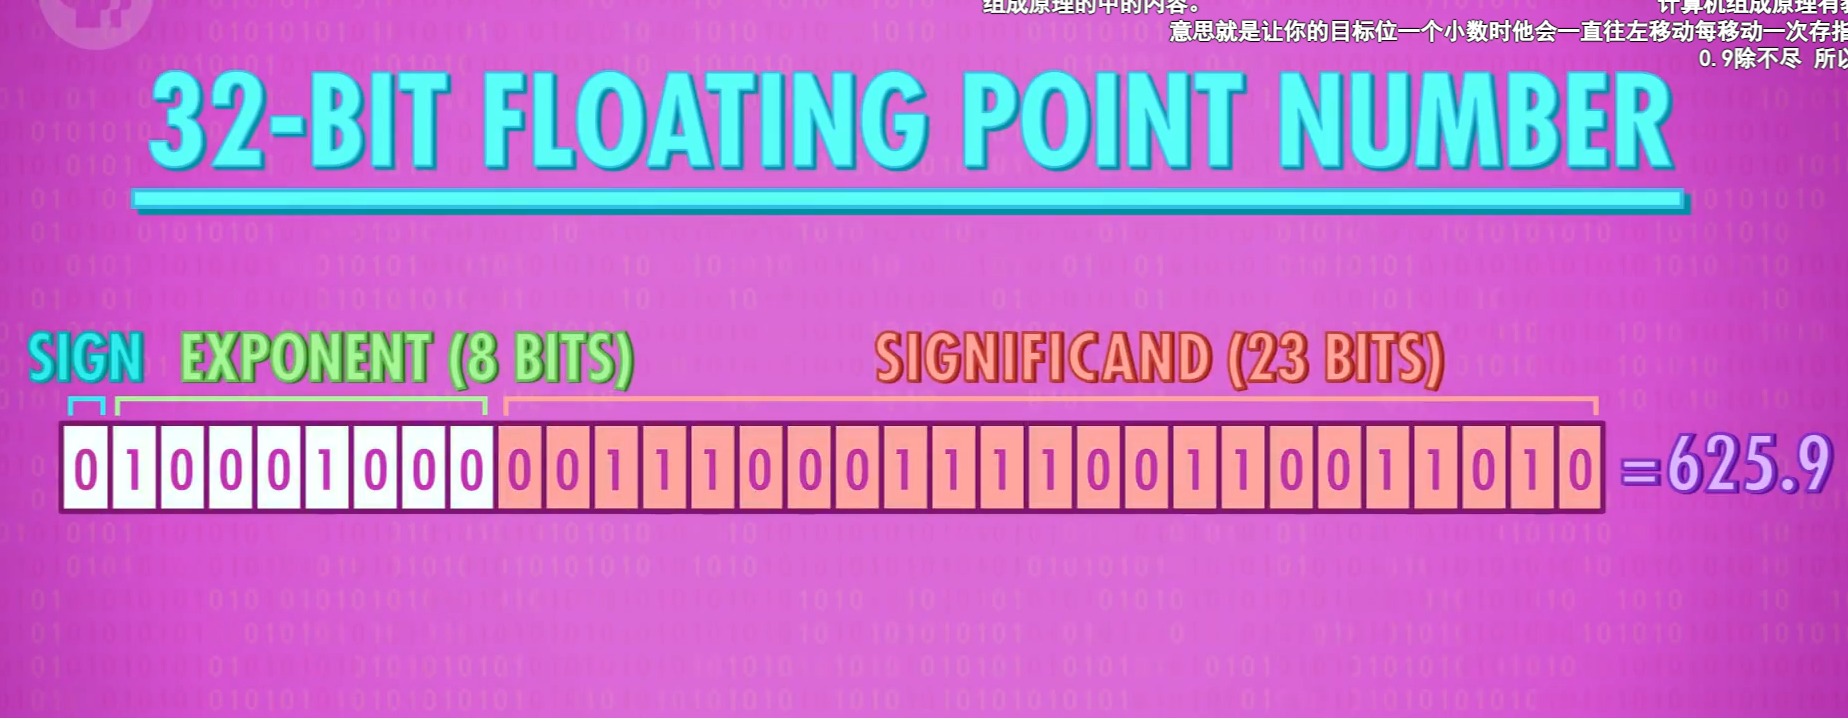 组成原理的中的内容。
计算机组成原理有
意思就是让你的目标位一个小数时他会一直往左移动每移动一次存指
0.9除不尽 所以
32-BIT FLOATING POINT NUMBER
SIGN EXPONENT (8 BITS) SIGNIFICAND (23 BITS)
0 1 0 0 0 1 0 0 0 0 0 1 1 1 0 0 0 1 1 1 1 0 0 1 1 0 0 1 1 0 1 0 =625.9